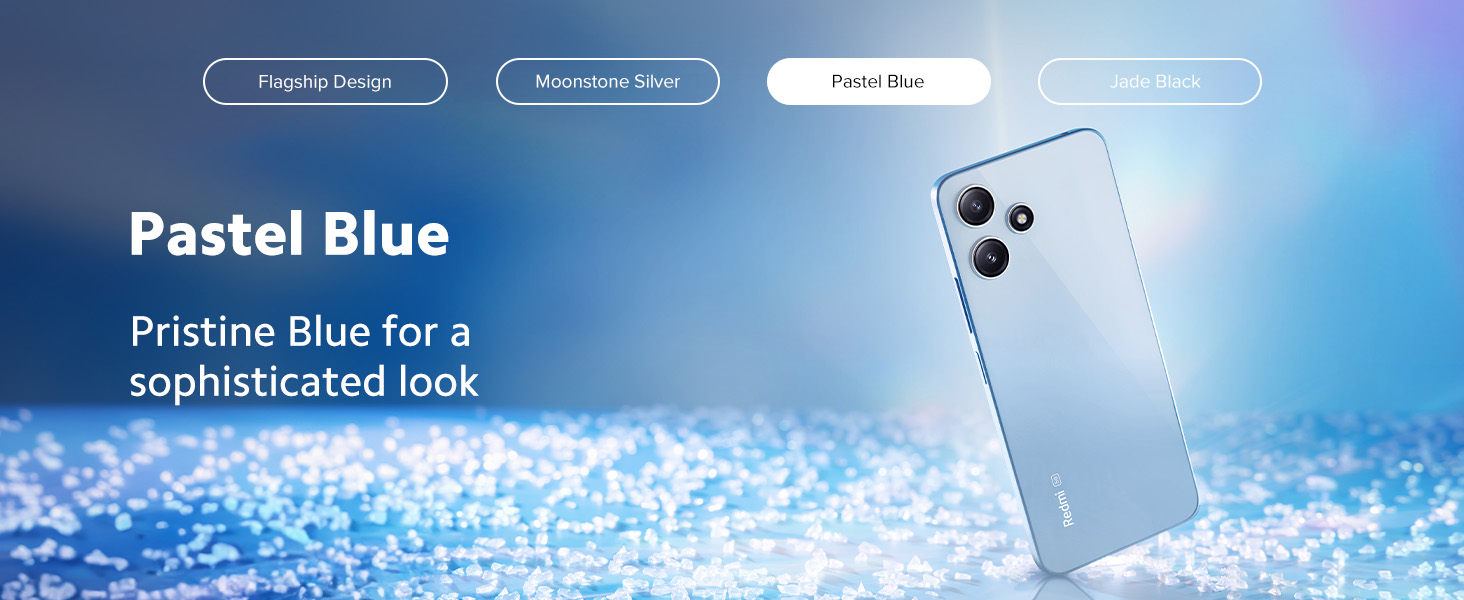 Flagship Design
Moonstone Silver
Pastel Blue
Jade Black
Pastel Blue
Pristine Blue for a
sophisticated look
Redmi 5G